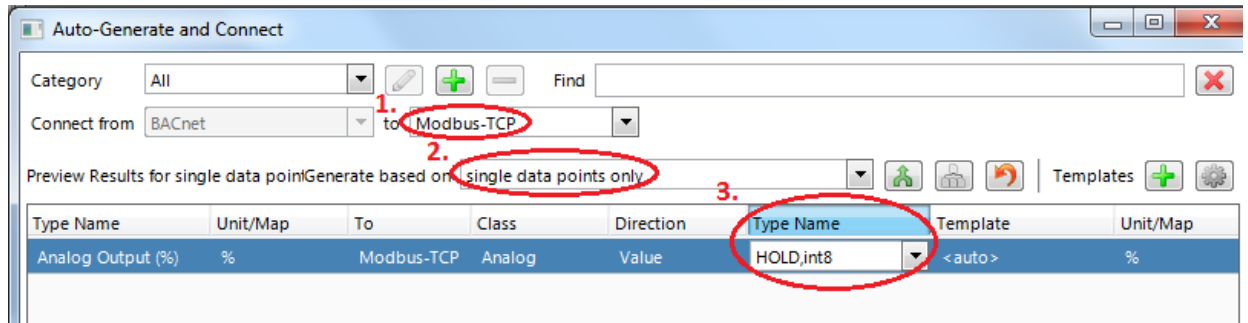 Auto-Generate and Connect
Category All Find
1.
Connect from BACnet to Modbus-TCP
2.
Preview Results for single data point Generate based on single data points only Templates
3.
Type Name Unit/Map To Class Direction Type Name Template Unit/Map
Analog Output (%) % Modbus-TCP Analog Value HOLD,int8 <auto> %